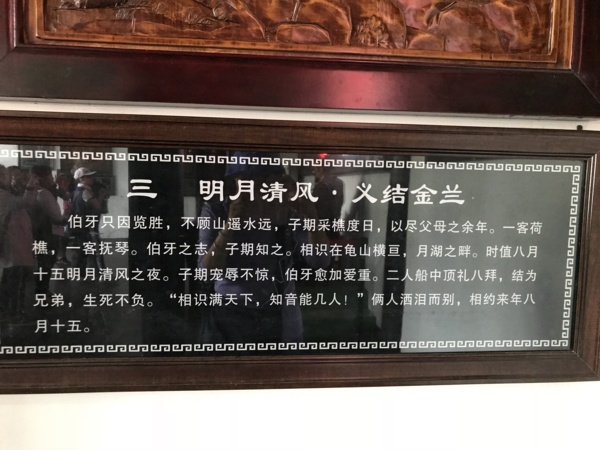 三 明月清风·义结金兰
伯牙只因览胜，不顾山遥水远，子期采樵度日，以尽父母之余年。一客荷
樵，一客抚琴。伯牙之志，子期知之。相识在龟山横亘，月湖之畔。时值八月
十五明月清风之夜。子期宠辱不惊，伯牙愈加爱重。二人船中顶礼八拜，结为
兄弟，生死不负。“相识满天下，知音能几人！”俩人洒泪而别，相约来年八
月十五。